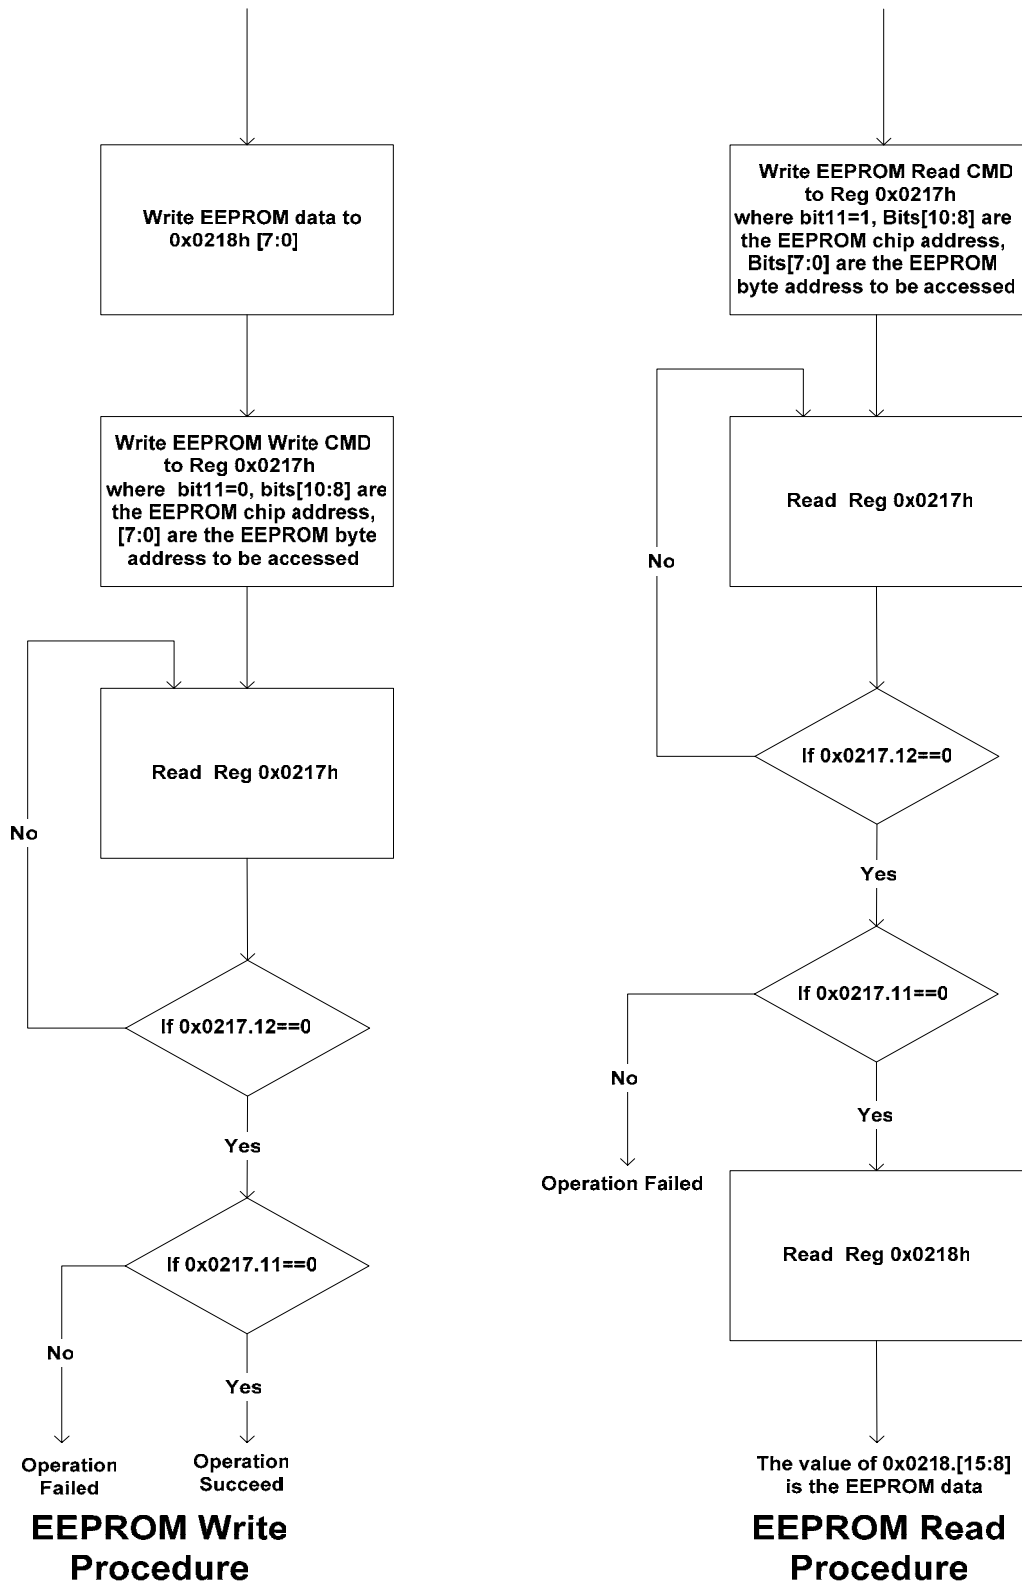 Write EEPROM data to
0x0218h [7:0]
Write EEPROM Write CMD
to Reg 0x0217h
where bit11=0, bits[10:8] are
the EEPROM chip address,
[7:0] are the EEPROM byte
address to be accessed
Read Reg 0x0217h
No
If 0x0217.12==0
Yes
If 0x0217.11==0
No
Yes
Operation
Failed
Operation
Succeed
EEPROM Write
Procedure
Write EEPROM Read CMD
to Reg 0x0217h
where bit11=1, Bits[10:8] are
the EEPROM chip address,
Bits[7:0] are the EEPROM
byte address to be accessed
Read Reg 0x0217h
No
If 0x0217.12==0
Yes
If 0x0217.11==0
No
Yes
Operation Failed
Read Reg 0x0218h
The value of 0x0218.[15:8]
is the EEPROM data
EEPROM Read
Procedure